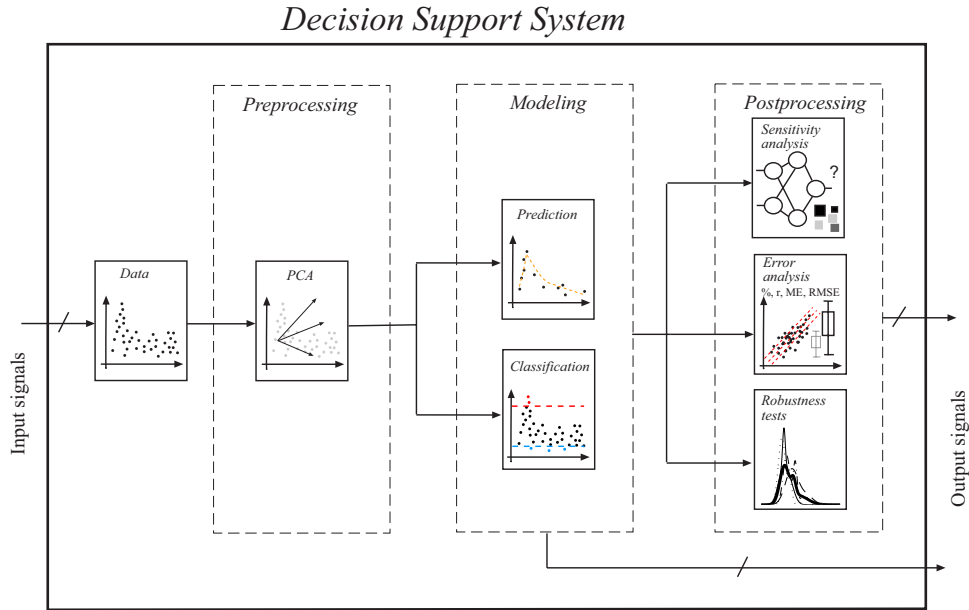 Decision Support System
Preprocessing
Modeling
Postprocessing
Sensitivity
analysis
?
Prediction
Data
PCA
Error
analysis
%, r, ME, RMSE
Classification
Robustness
tests
Input signals
Output signals